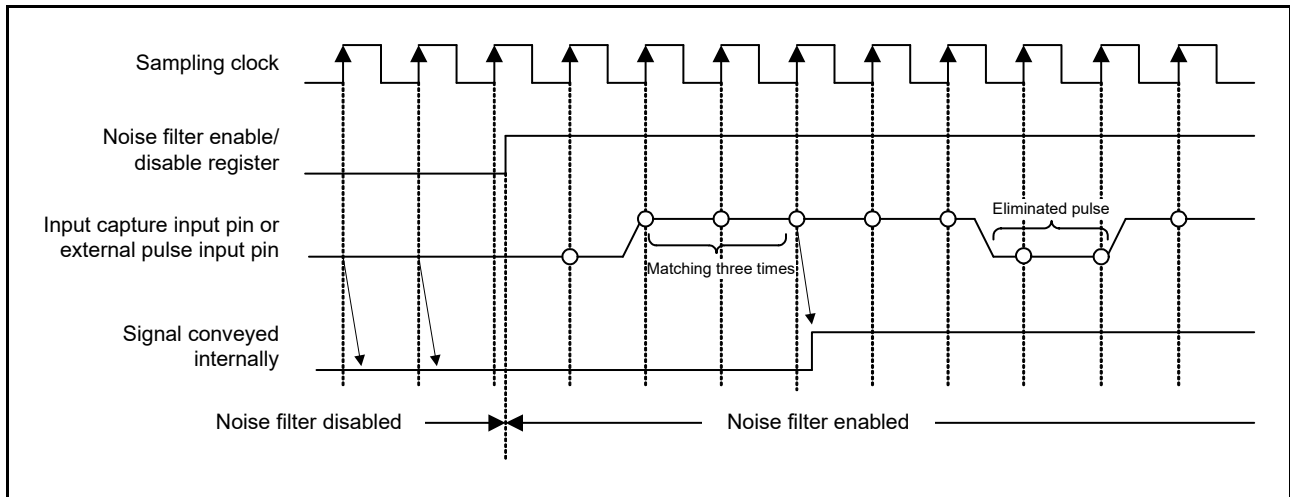 Sampling clock
Noise filter enable/
disable register
Input capture input pin or
external pulse input pin
Eliminated pulse
Matching three times
Signal conveyed
internally
Noise filter disabled
Noise filter enabled